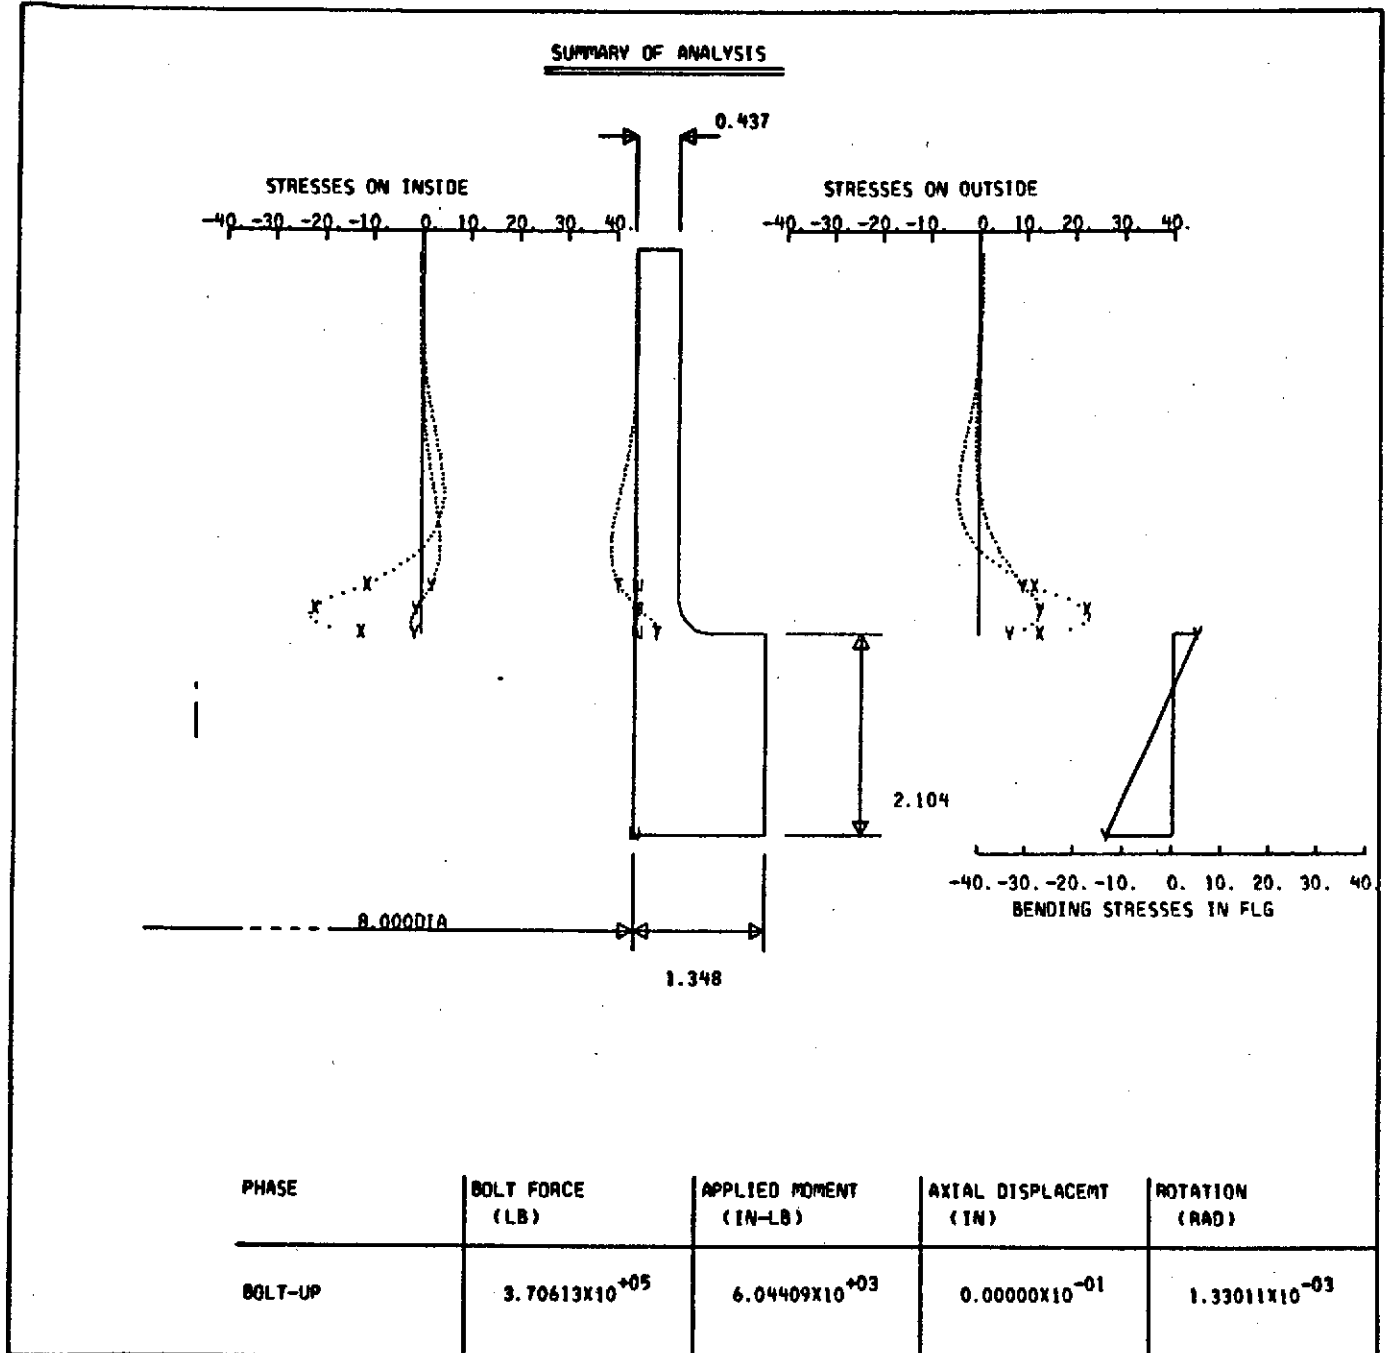 SUMMARY OF ANALYSIS
0.437
STRESSES ON INSIDE
STRESSES ON OUTSIDE
-40. -30. -20. -10. 0. 10. 20. 30. 40.
-40. -30. -20. -10. 0. 10. 20. 30. 40.
X Y
Y U
Y X
X Y
Y X
X Y
U Y
Y X
Y
2.104
Y
-40. -30. -20. -10. 0. 10. 20. 30. 40.
BENDING STRESSES IN FLG
8.000DIA
1.348
PHASE BOLT FORCE (LB) APPLIED MOMENT (IN-LB) AXIAL DISPLACEMT (IN) ROTATION (RAD)
BOLT-UP 3.70613X10+05 6.04409X10+03 0.00000X10-01 1.33011X10-03